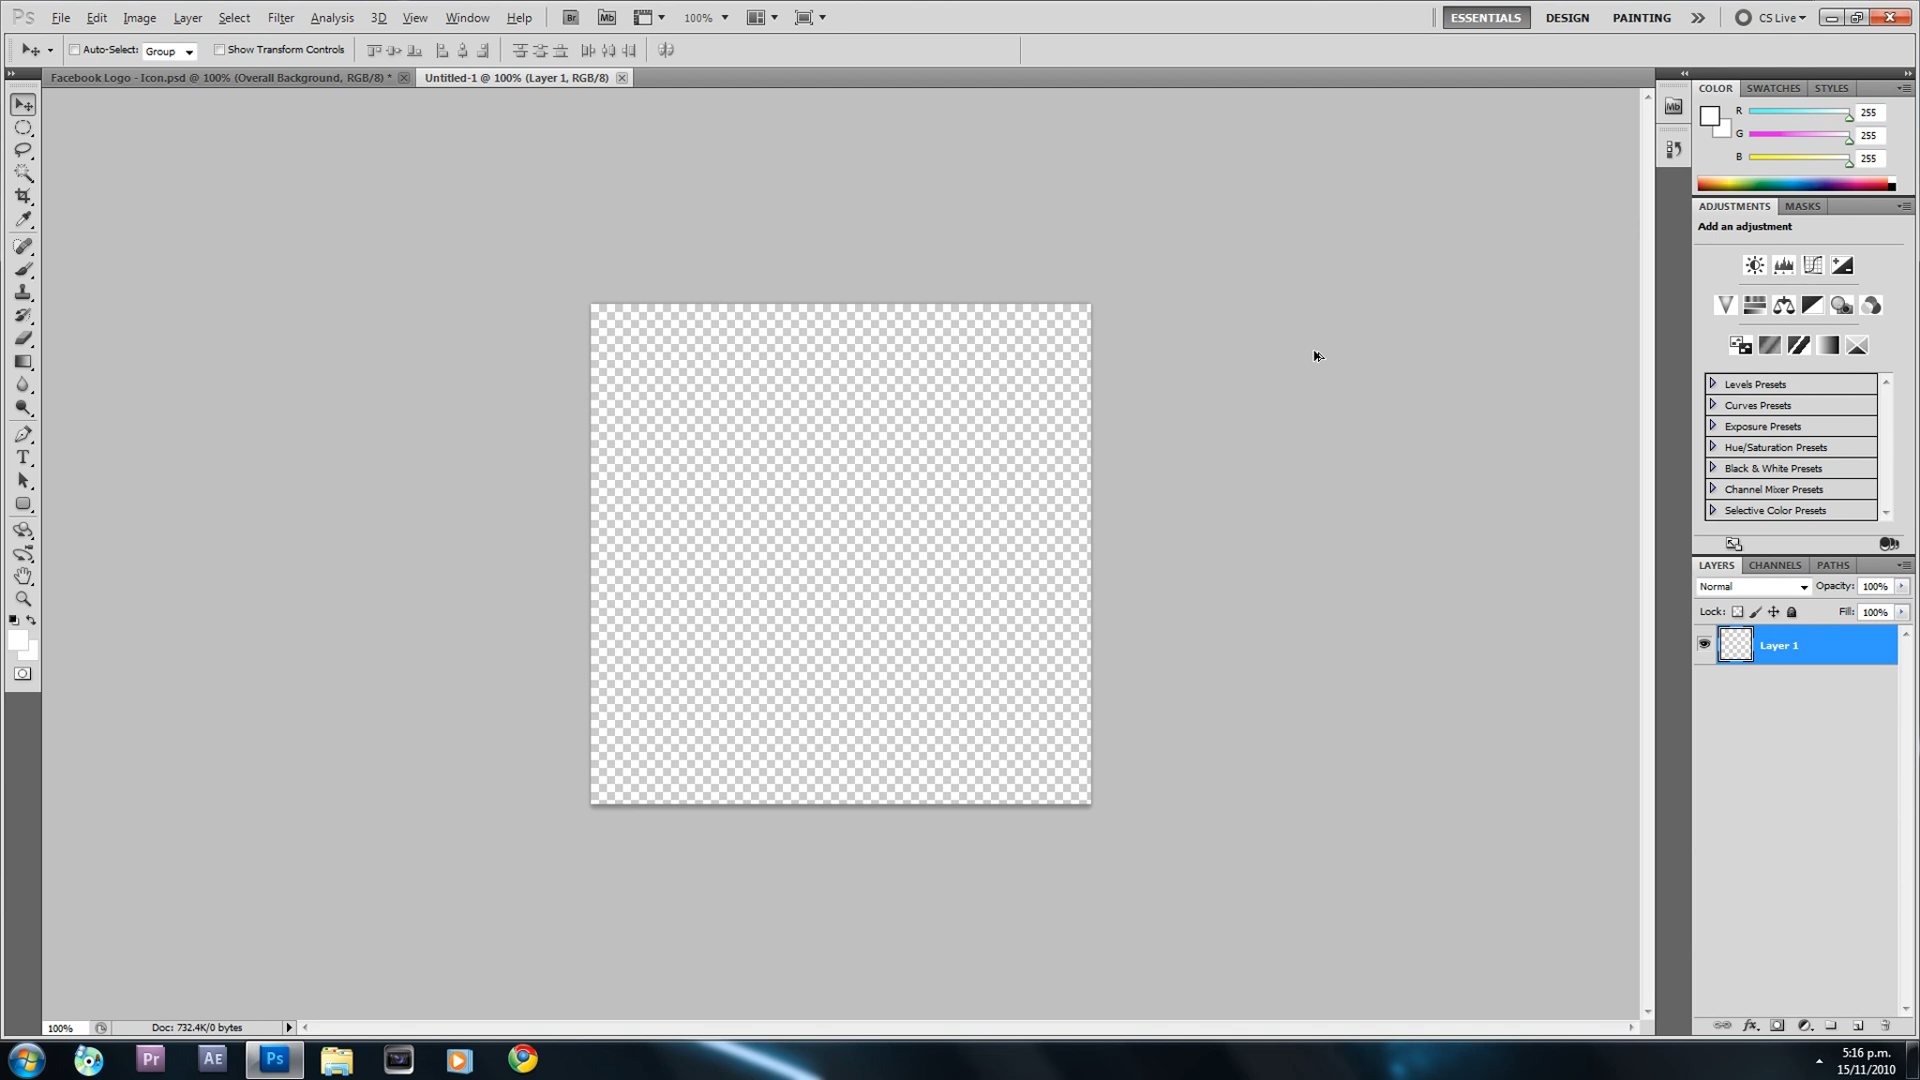 Ps File Edit Image Layer Select Filter Analysis 3D View Window Help Br Mb 100% ESSENTIALS DESIGN PAINTING CS Live
Auto-Select: Group Show Transform Controls
Facebook Logo - Icon.psd @ 100% (Overall Background, RGB/8) * Untitled-1 @ 100% (Layer 1, RGB/8)
COLOR SWATCHES STYLES
Mb
R 255
G 255
B 255
ADJUSTMENTS MASKS
Add an adjustment
Levels Presets
Curves Presets
Exposure Presets
Hue/Saturation Presets
Black & White Presets
Channel Mixer Presets
Selective Color Presets
LAYERS CHANNELS PATHS
Normal Opacity: 100%
Lock: Fill: 100%
Layer 1
T
100% Doc: 732.4K/0 bytes
fx
Pr AE Ps
5:16 p.m.
15/11/2010